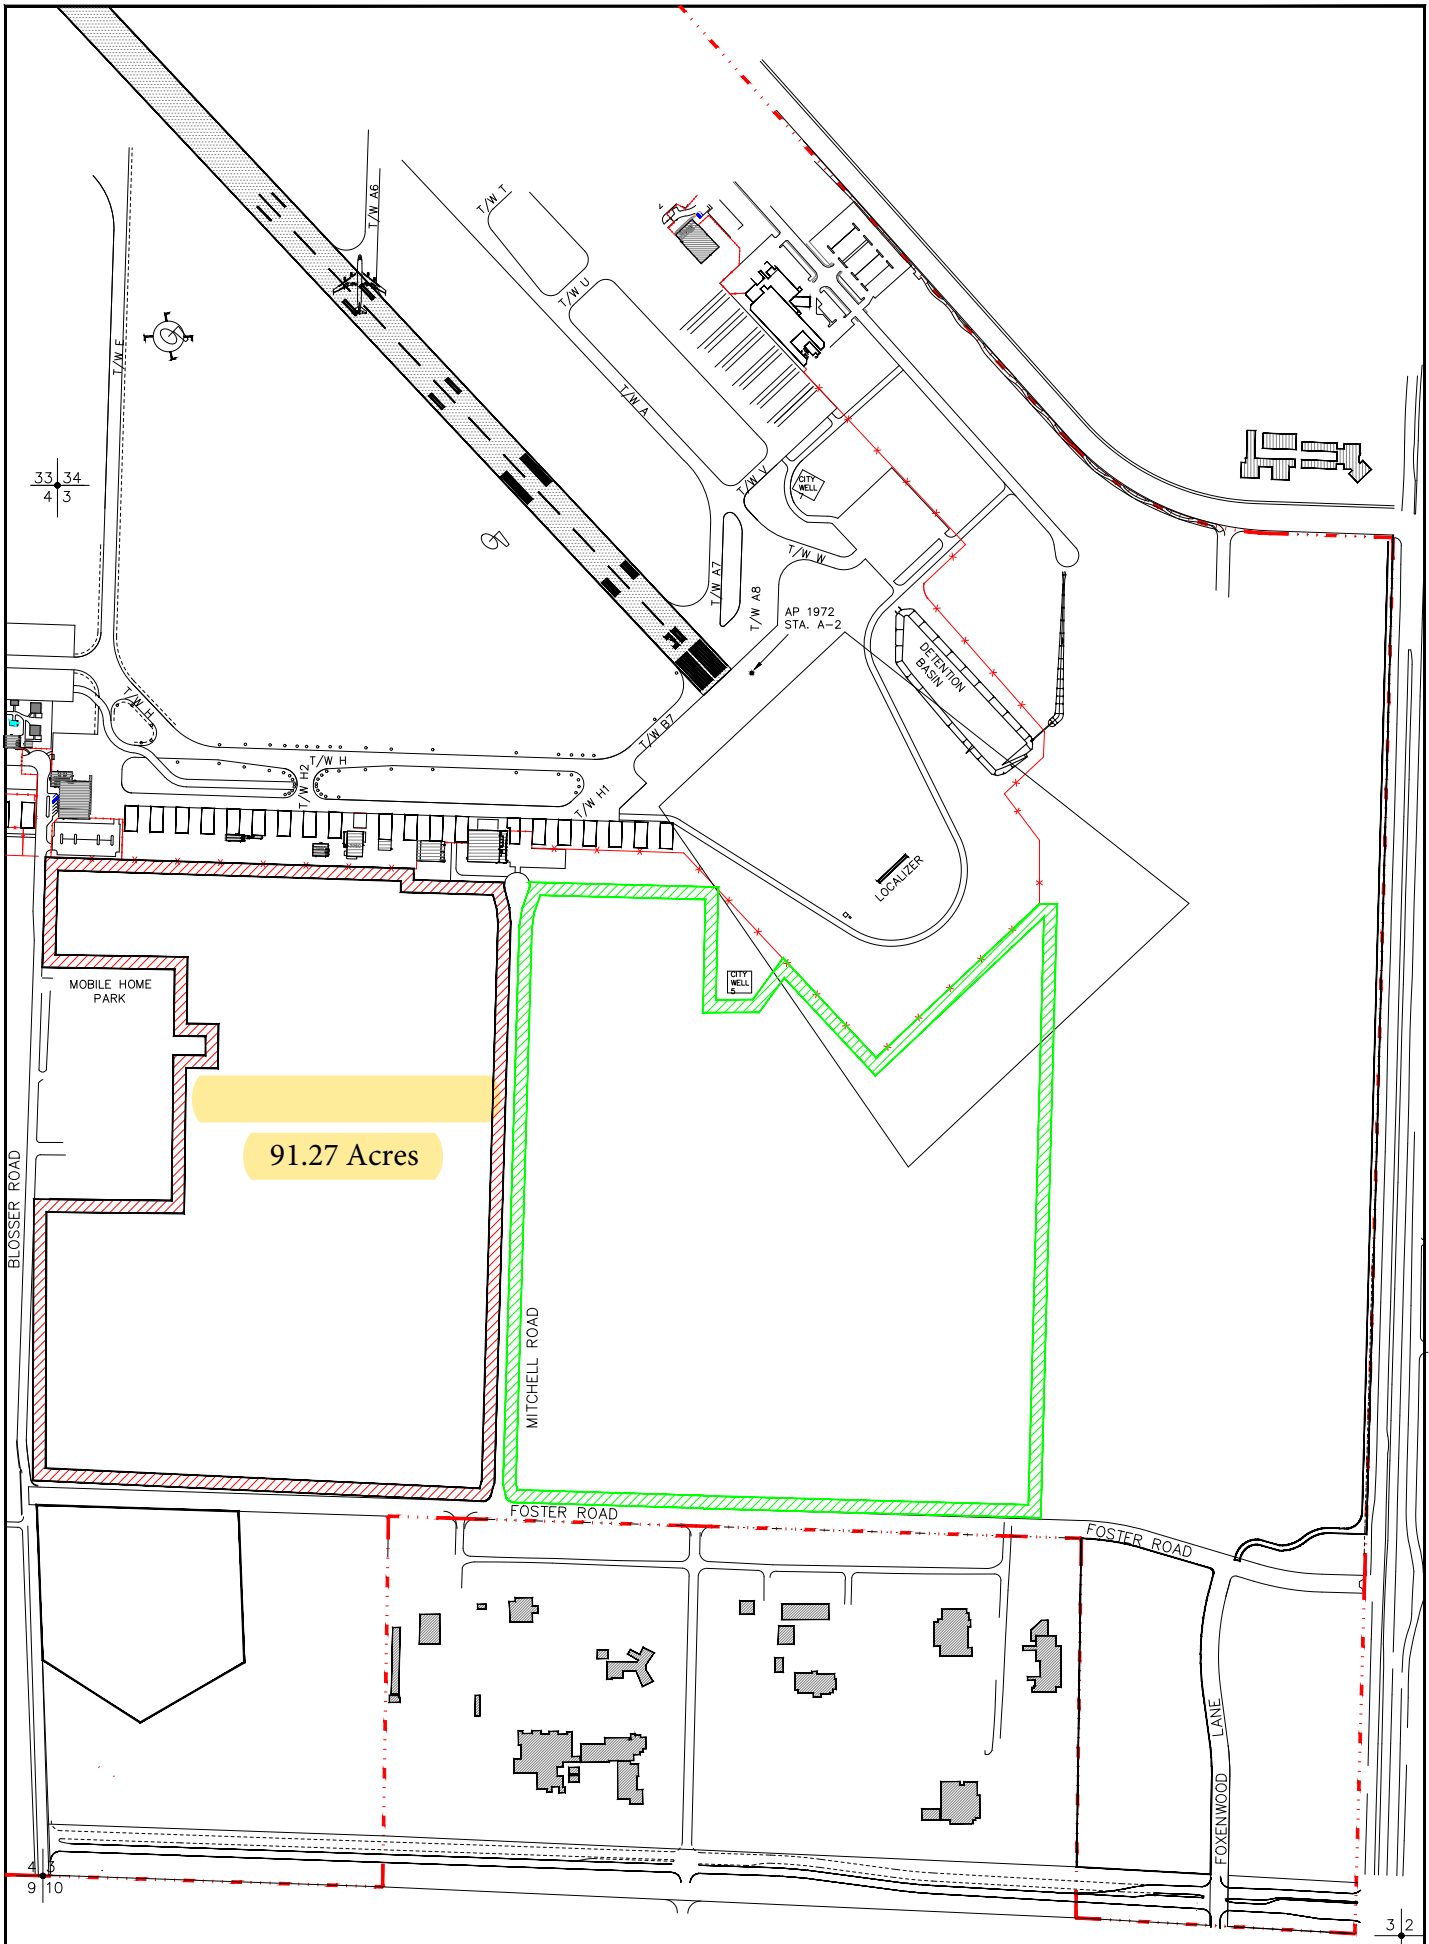 T/W A6
T/W T
T/W U
T/W F
T/W A
33 34
4 3
T/W V
CITY
WELL
T/W W
T/W A7
T/W A8
AP 1972
STA. A-2
DETENTION
BASIN
T/W H
T/W B7
T/W H
T/W H2
T/W H1
LOCALIZER
MOBILE HOME
PARK
CITY
WELL
5
91.27 Acres
BLOSSER ROAD
MITCHELL ROAD
FOSTER ROAD
FOSTER ROAD
FOXENWOOD LANE
4 3
9 10
3 2